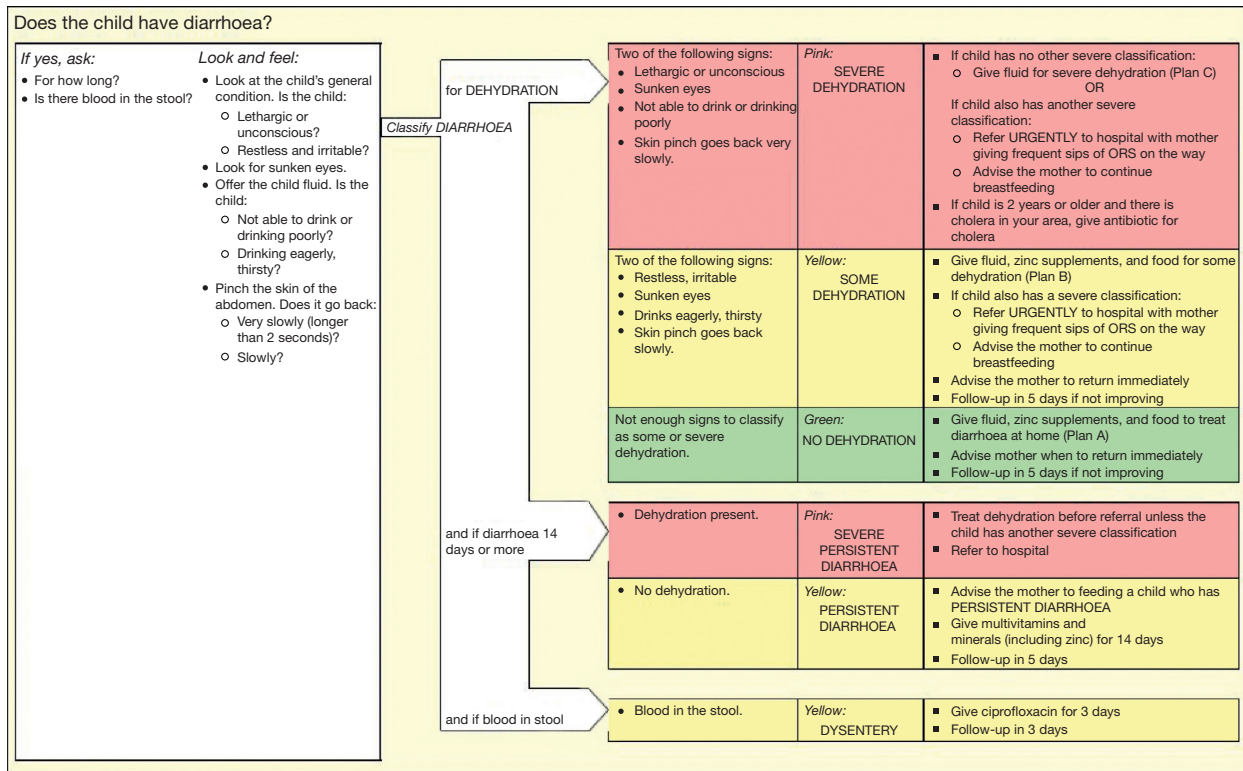 Does the child have diarrhoea?
If yes, ask:
• For how long?
• Is there blood in the stool?
Look and feel:
• Look at the child's general
condition. Is the child:
○ Lethargic or
unconscious?
○ Restless and irritable?
• Look for sunken eyes.
• Offer the child fluid. Is the
child:
○ Not able to drink or
drinking poorly?
○ Drinking eagerly,
thirsty?
• Pinch the skin of the
abdomen. Does it go back:
○ Very slowly (longer
than 2 seconds)?
○ Slowly?
Classify DIARRHOEA
for DEHYDRATION
Two of the following signs:
• Lethargic or unconscious
• Sunken eyes
• Not able to drink or drinking
poorly
• Skin pinch goes back very
slowly.
Pink:
SEVERE
DEHYDRATION
■ If child has no other severe classification:
○ Give fluid for severe dehydration (Plan C)
OR
If child also has another severe
classification:
○ Refer URGENTLY to hospital with mother
giving frequent sips of ORS on the way
○ Advise the mother to continue
breastfeeding
■ If child is 2 years or older and there is
cholera in your area, give antibiotic for
cholera
Two of the following signs:
• Restless, irritable
• Sunken eyes
• Drinks eagerly, thirsty
• Skin pinch goes back
slowly.
Yellow:
SOME
DEHYDRATION
■ Give fluid, zinc supplements, and food for some
dehydration (Plan B)
■ If child also has a severe classification:
○ Refer URGENTLY to hospital with mother
giving frequent sips of ORS on the way
○ Advise the mother to continue
breastfeeding
■ Advise the mother to return immediately
■ Follow-up in 5 days if not improving
Not enough signs to classify
as some or severe
dehydration.
Green:
NO DEHYDRATION
■ Give fluid, zinc supplements, and food to treat
diarrhoea at home (Plan A)
■ Advise mother when to return immediately
■ Follow-up in 5 days if not improving
and if diarrhoea 14
days or more
• Dehydration present.
Pink:
SEVERE
PERSISTENT
DIARRHOEA
■ Treat dehydration before referral unless the
child has another severe classification
■ Refer to hospital
• No dehydration.
Yellow:
PERSISTENT
DIARRHOEA
■ Advise the mother to feeding a child who has
PERSISTENT DIARRHOEA
■ Give multivitamins and
minerals (including zinc) for 14 days
■ Follow-up in 5 days
and if blood in stool
• Blood in the stool.
Yellow:
DYSENTERY
■ Give ciprofloxacin for 3 days
■ Follow-up in 3 days